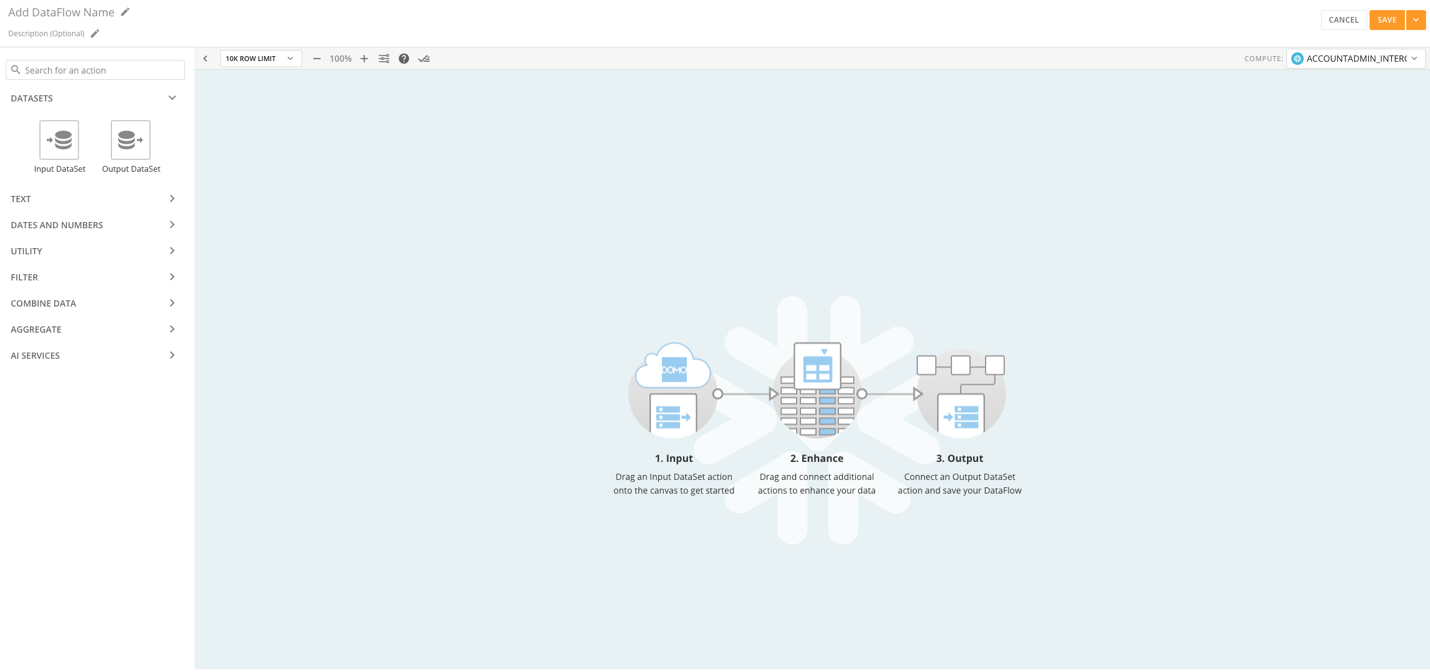 Add DataFlow Name
Description (Optional)
CANCEL
SAVE
Search for an action
10K ROW LIMIT
100%
COMPUTE:
ACCOUNTADMIN_INTER
DATASETS
Input DataSet
Output DataSet
TEXT
DATES AND NUMBERS
UTILITY
FILTER
COMBINE DATA
AGGREGATE
AI SERVICES
DOMO
1. Input
Drag an Input DataSet action
onto the canvas to get started
2. Enhance
Drag and connect additional
actions to enhance your data
3. Output
Connect an Output DataSet
action and save your DataFlow